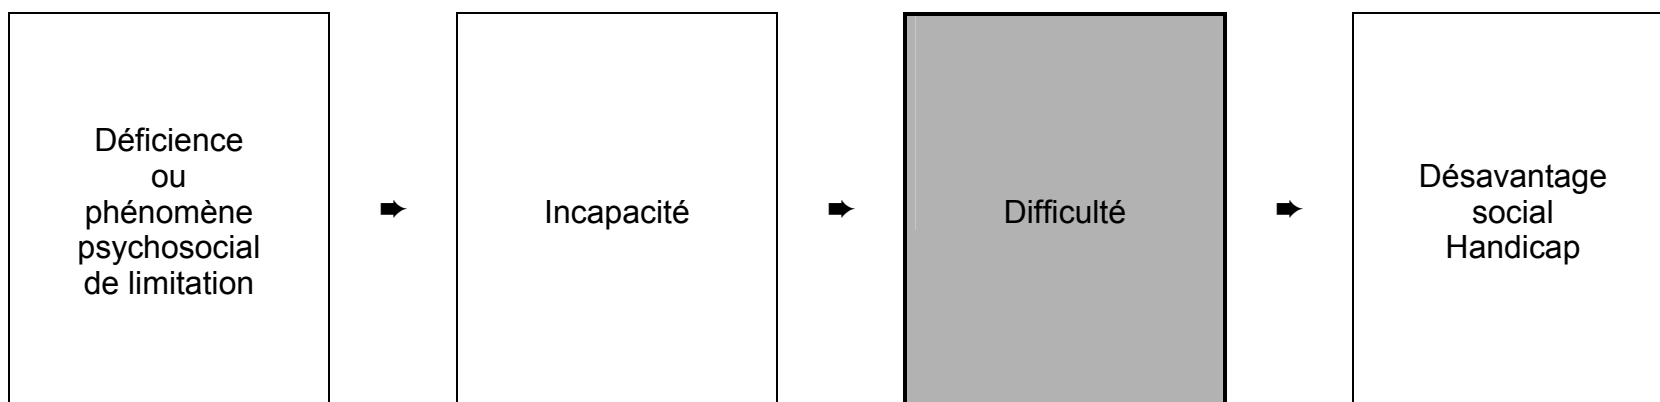 Déficience
ou
phénomène
psychosocial
de limitation
➨
Incapacité
➨
Difficulté
➨
Désavantage
social
Handicap